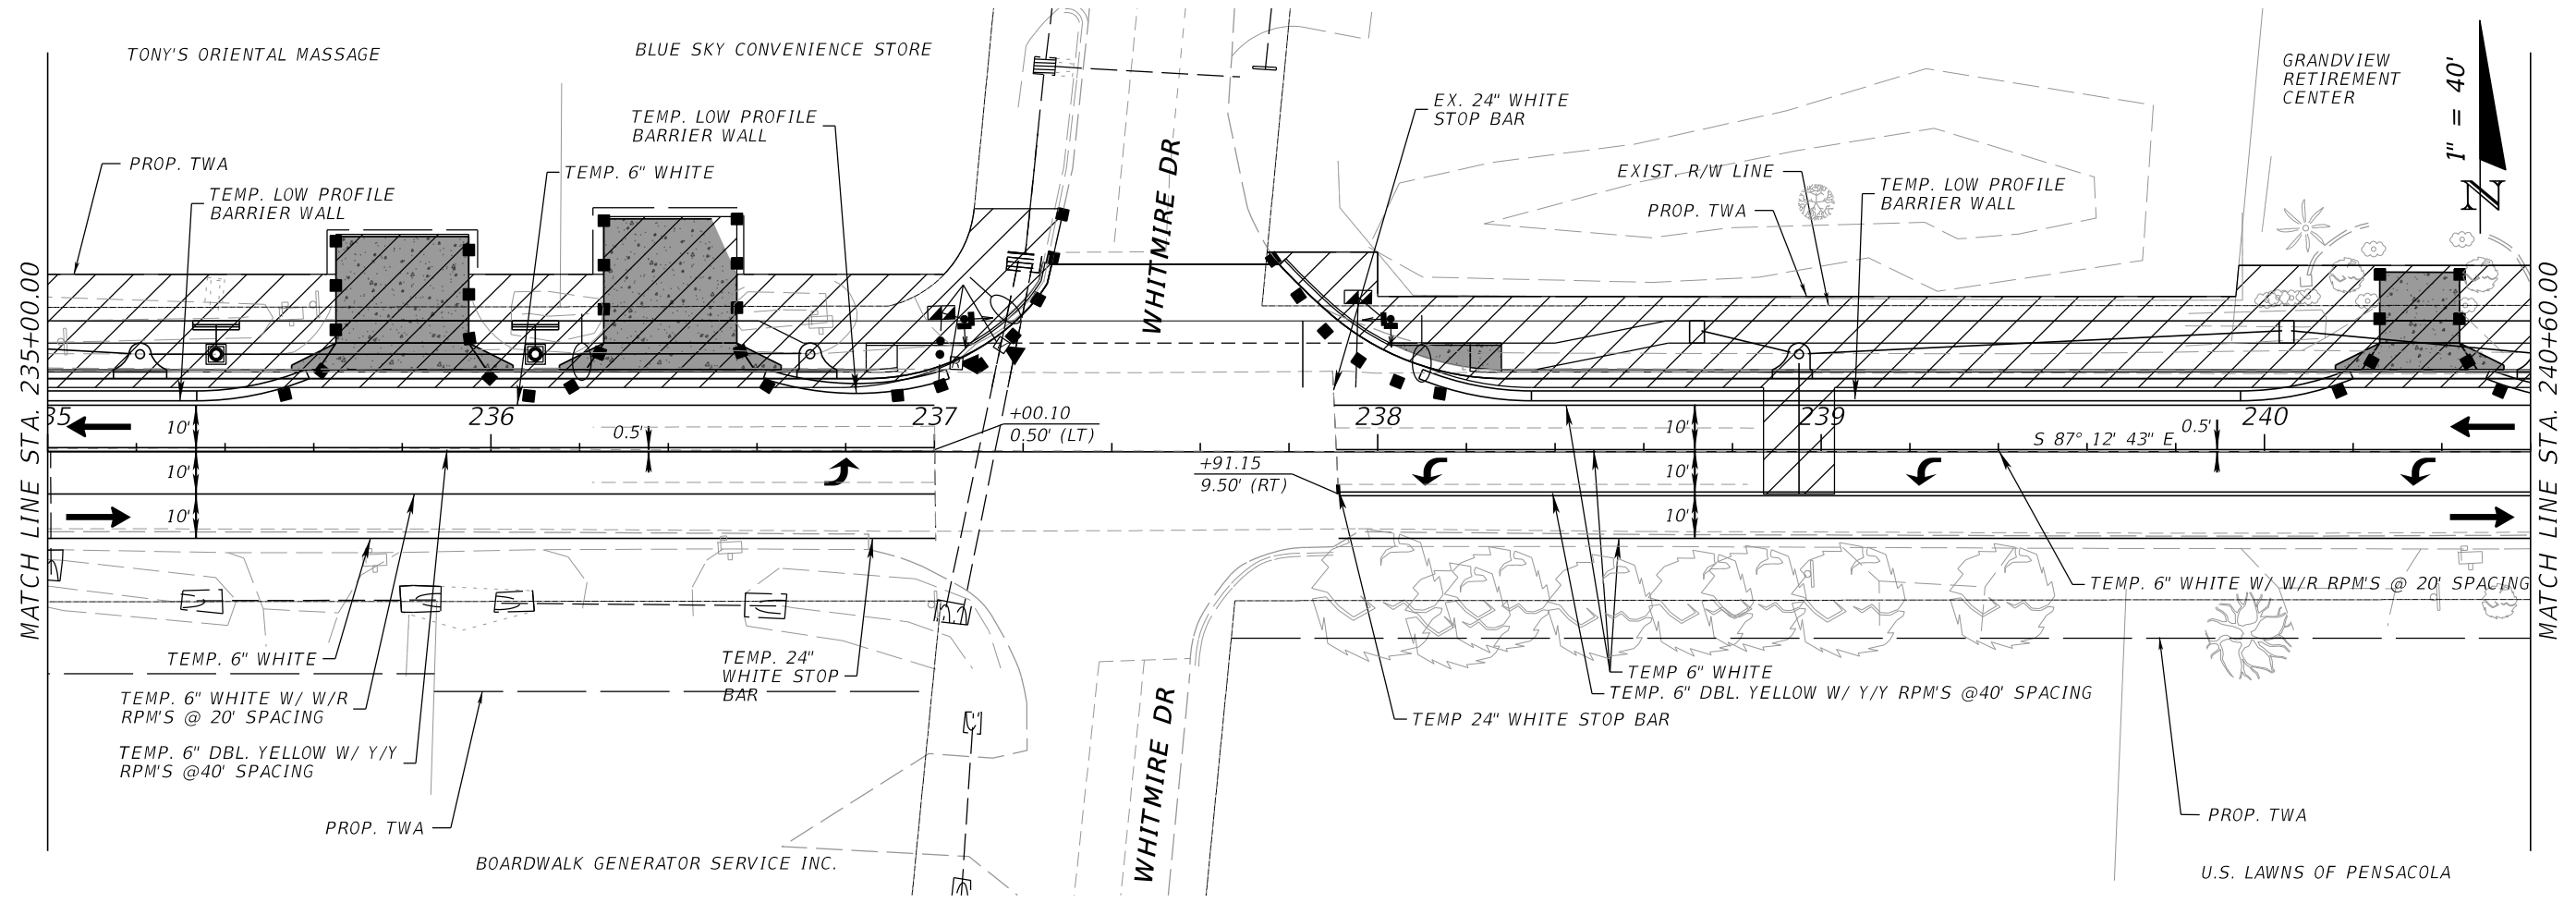 TONY'S ORIENTAL MASSAGE
BLUE SKY CONVENIENCE STORE
GRANDVIEW
RETIREMENT
CENTER
1" = 40'
N
TEMP. LOW PROFILE
BARRIER WALL
EX. 24" WHITE
STOP BAR
PROP. TWA
TEMP. LOW PROFILE
BARRIER WALL
TEMP. 6" WHITE
WHITMIRE DR
EXIST. R/W LINE
PROP. TWA
TEMP. LOW PROFILE
BARRIER WALL
MATCH LINE STA. 235+00.00
MATCH LINE STA. 240+60.00
35
236
237
238
239
240
+00.10
0.50' (LT)
10'
0.5'
10'
0.5'
S 87° 12' 43" E
+91.15
9.50' (RT)
10'
10'
10'
10'
TEMP. 6" WHITE W/ W/R RPM'S @ 20' SPACING
TEMP. 6" WHITE
TEMP. 24"
WHITE STOP
BAR
TEMP 6" WHITE
TEMP. 6" DBL. YELLOW W/ Y/Y RPM'S @40' SPACING
TEMP 24" WHITE STOP BAR
TEMP. 6" WHITE W/ W/R
RPM'S @ 20' SPACING
TEMP. 6" DBL. YELLOW W/ Y/Y
RPM'S @40' SPACING
WHITMIRE DR
PROP. TWA
PROP. TWA
BOARDWALK GENERATOR SERVICE INC.
U.S. LAWNS OF PENSACOLA